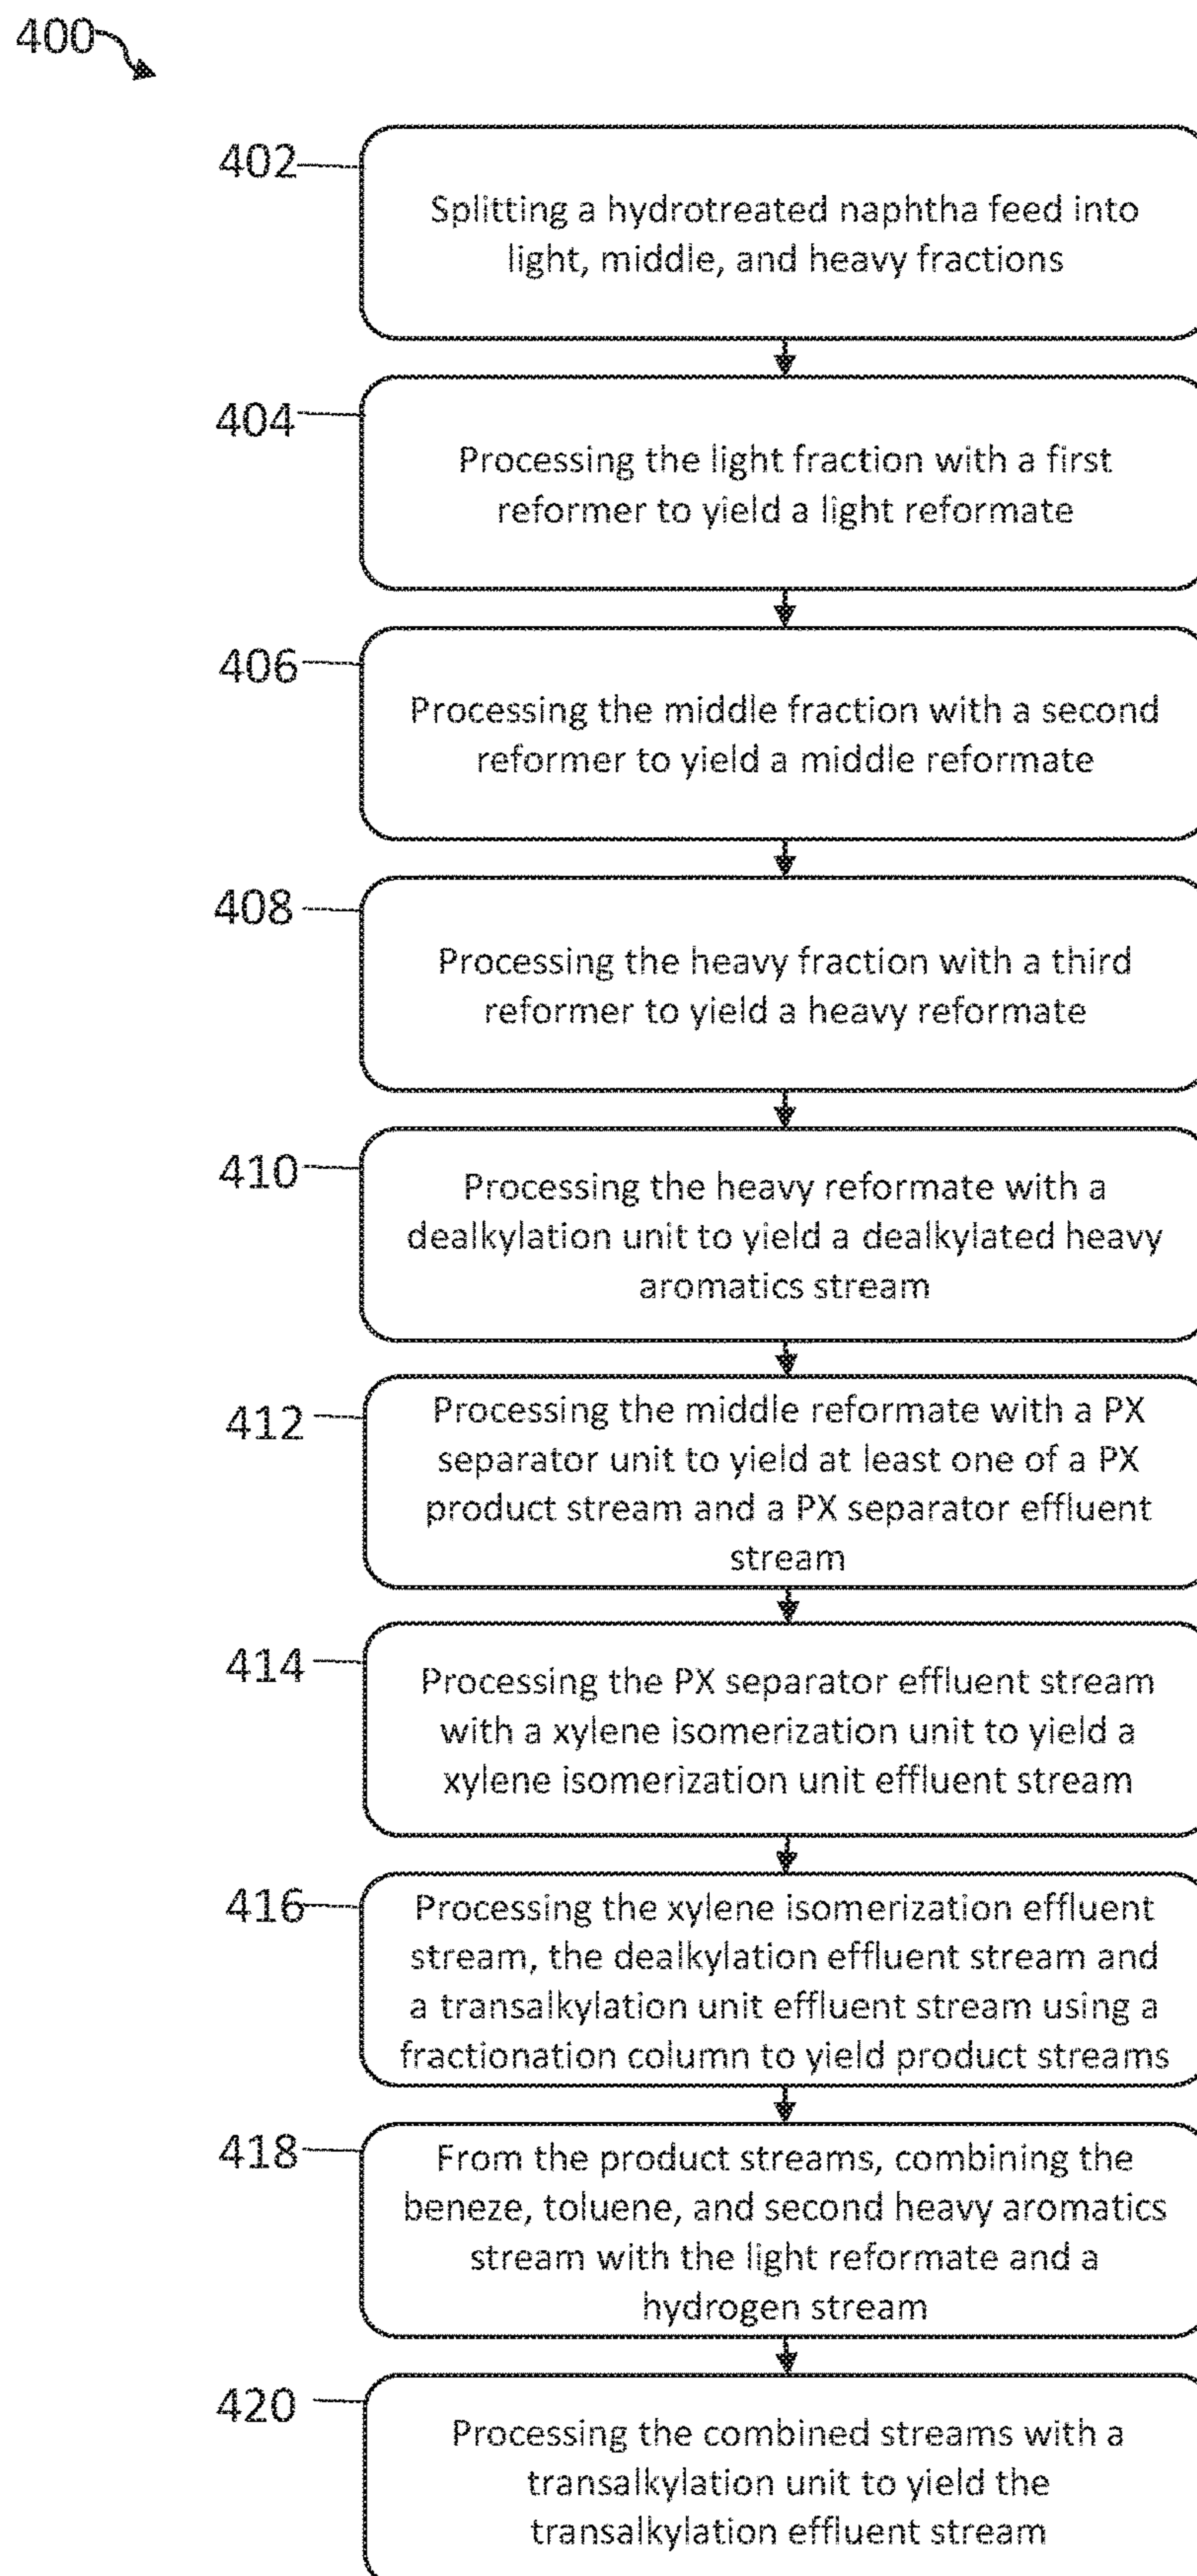 400
402
Splitting a hydrotreated naphtha feed into
light, middle, and heavy fractions
404
Processing the light fraction with a first
reformer to yield a light reformate
406
Processing the middle fraction with a second
reformer to yield a middle reformate
408
Processing the heavy fraction with a third
reformer to yield a heavy reformate
410
Processing the heavy reformate with a
dealkylation unit to yield a dealkylated heavy
aromatics stream
412
Processing the middle reformate with a PX
separator unit to yield at least one of a PX
product stream and a PX separator effluent
stream
414
Processing the PX separator effluent stream
with a xylene isomerization unit to yield a
xylene isomerization unit effluent stream
416
Processing the xylene isomerization effluent
stream, the dealkylation effluent stream and
a transalkylation unit effluent stream using a
fractionation column to yield product streams
418
From the product streams, combining the
beneze, toluene, and second heavy aromatics
stream with the light reformate and a
hydrogen stream
420
Processing the combined streams with a
transalkylation unit to yield the
transalkylation effluent stream